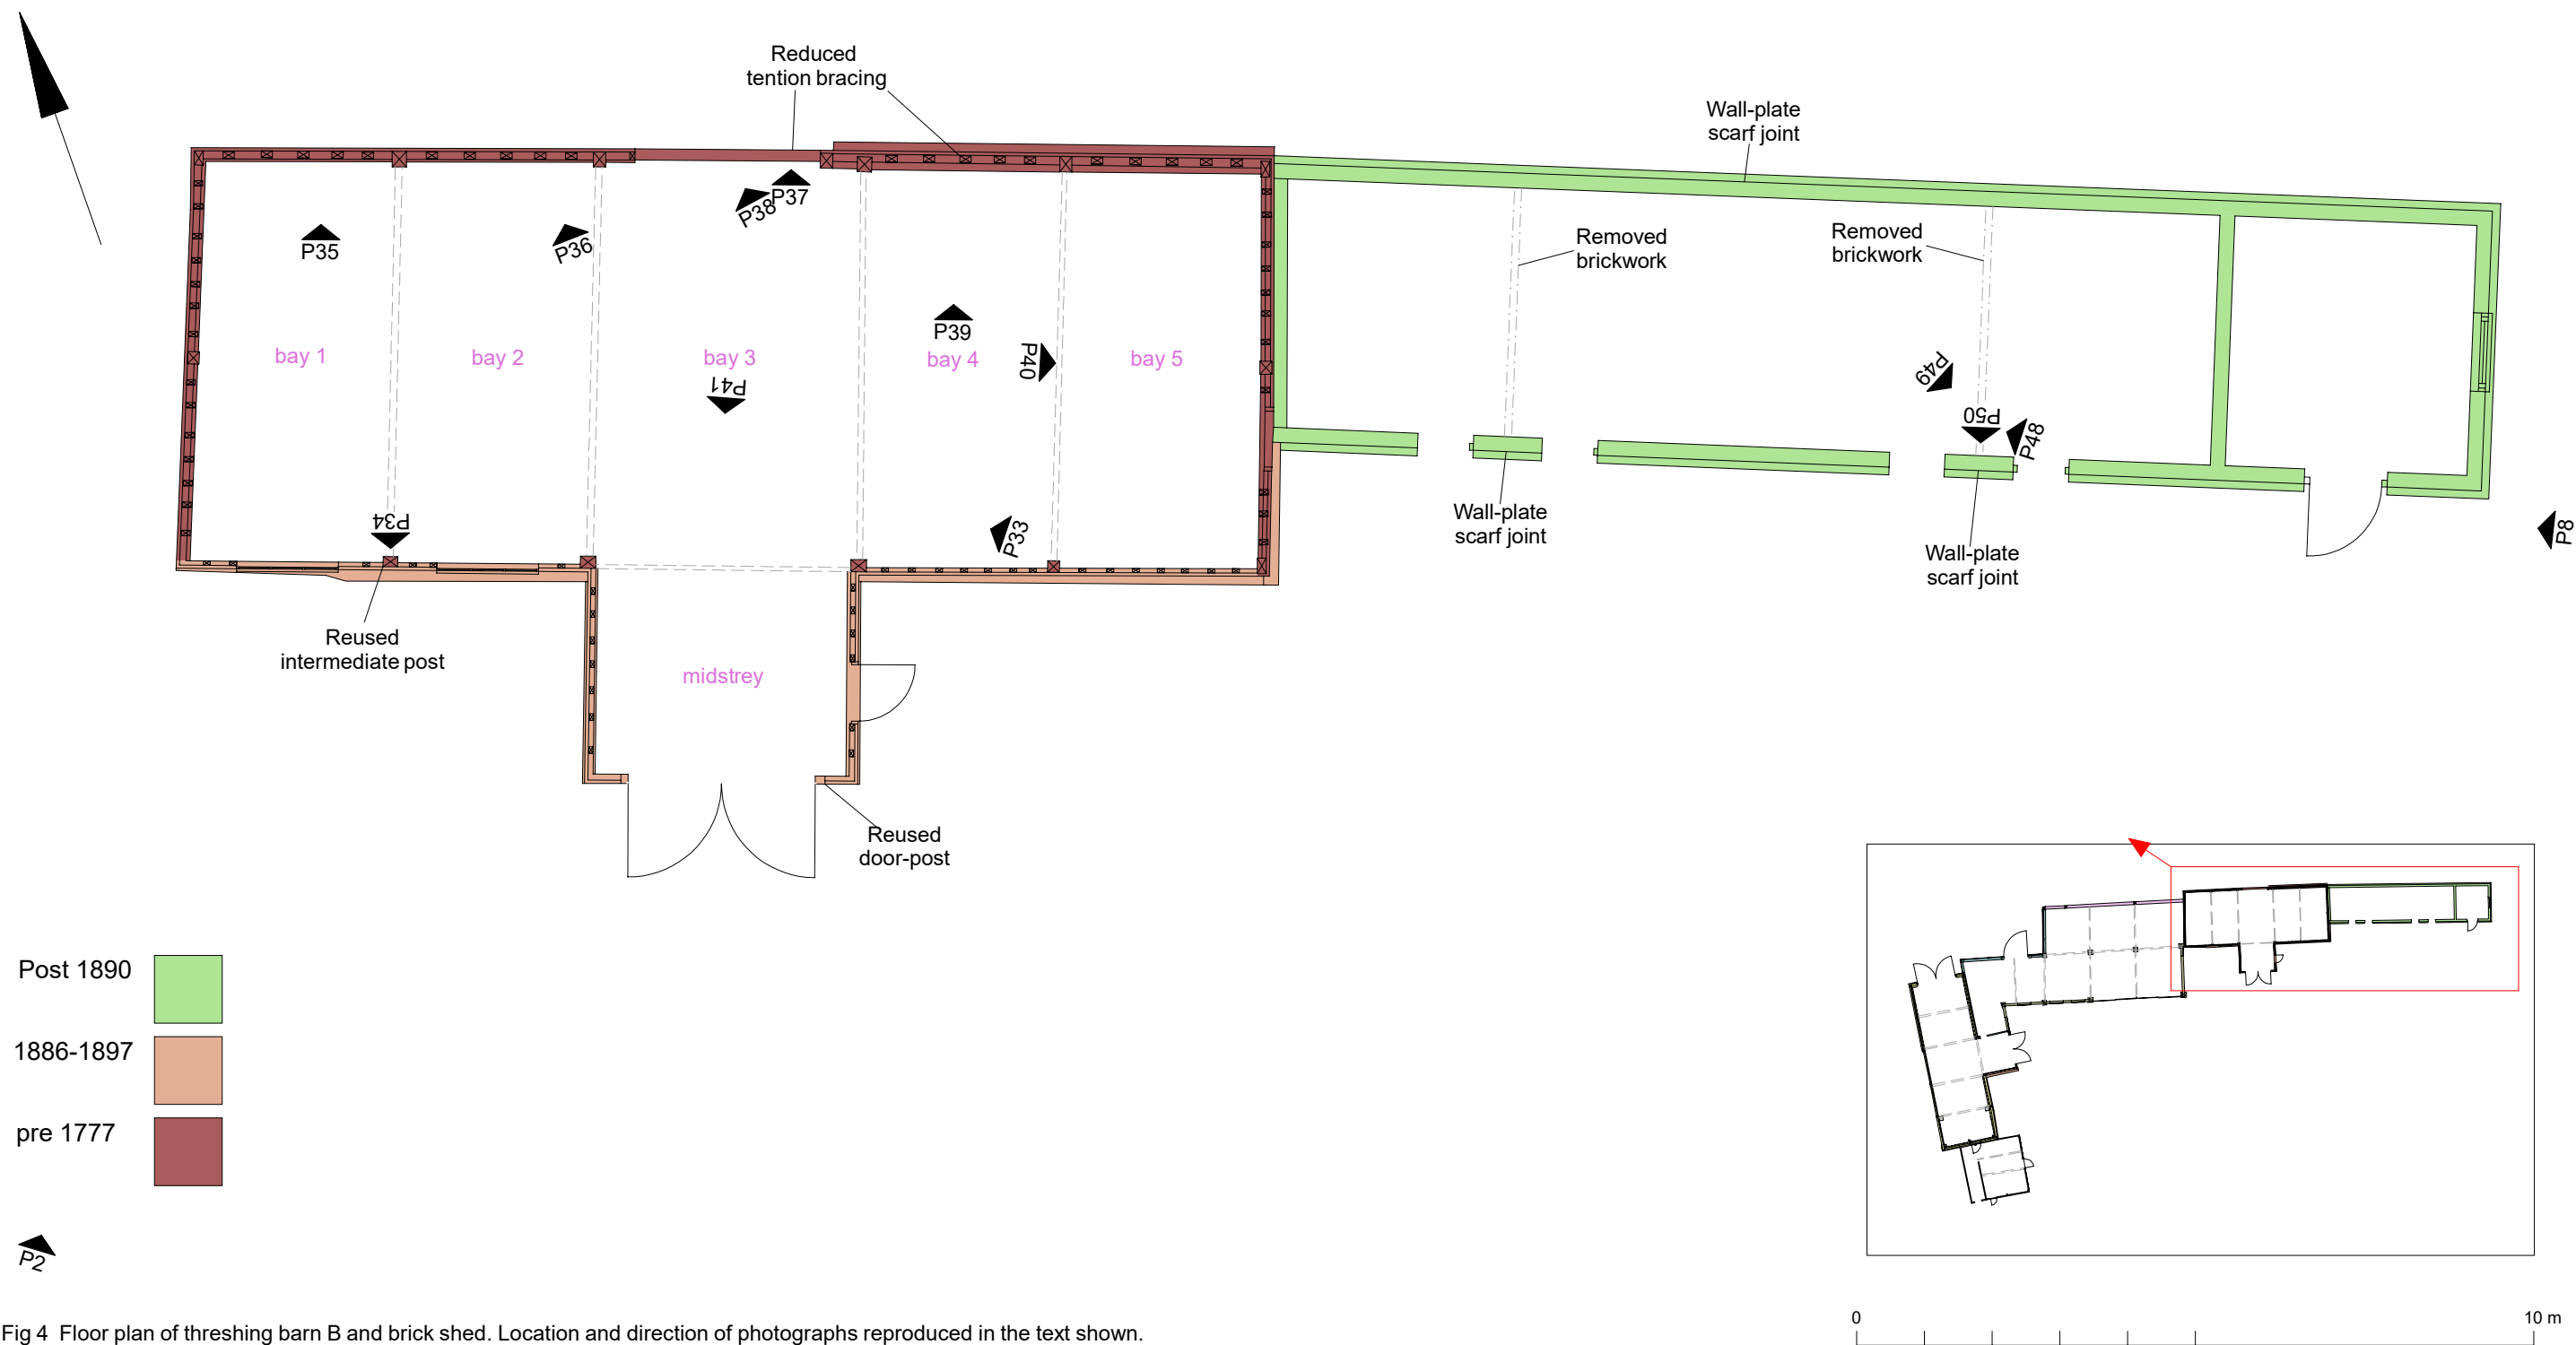 Reduced
tention bracing
Wall-plate
scarf joint
P37
P38
P35
P36
Removed
brickwork
Removed
brickwork
P39
P40
bay 1
bay 2
bay 3
bay 4
bay 5
P41
P49
P50
P48
P34
P33
Wall-plate
scarf joint
Wall-plate
scarf joint
P8
Reused
intermediate post
midstrey
Reused
door-post
Post 1890
1886-1897
pre 1777
P2
0
10 m
Fig 4 Floor plan of threshing barn B and brick shed. Location and direction of photographs reproduced in the text shown.